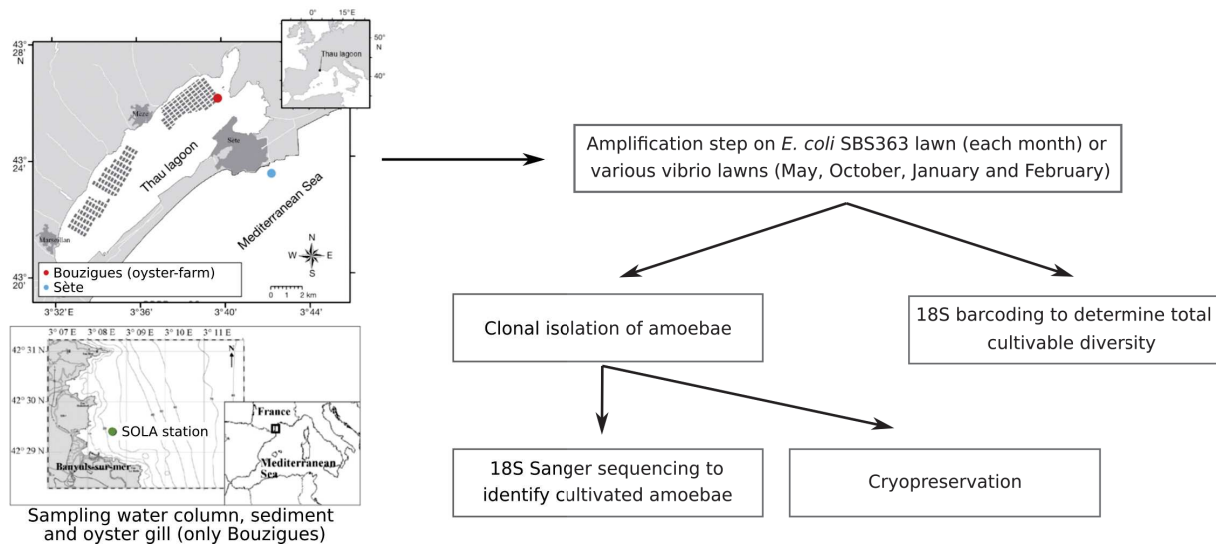 0°
15°E
50°
N
40°
Thau lagoon
43°
28'
N
43°
24'
43°
20'
Mèze
Sète
Marseillan
Thau lagoon
Mediterranean Sea
N
W
E
S
0 1 2 km
Bouzigues (oyster-farm)
Sète
3°32'E
3°36'
3°40'
3°44'
3° 07 E
3° 08 E
3° 09 E
3° 10 E
3° 11 E
42° 31 N
42° 30 N
42° 29 N
N
SOLA station
Banyuls-sur-mer
France
Mediterranean
Sea
Sampling water column, sediment
and oyster gill (only Bouzigues)
Amplification step on E. coli SBS363 lawn (each month) or
various vibrio lawns (May, October, January and February)
Clonal isolation of amoebae
18S barcoding to determine total
cultivable diversity
18S Sanger sequencing to
identify cultivated amoebae
Cryopreservation